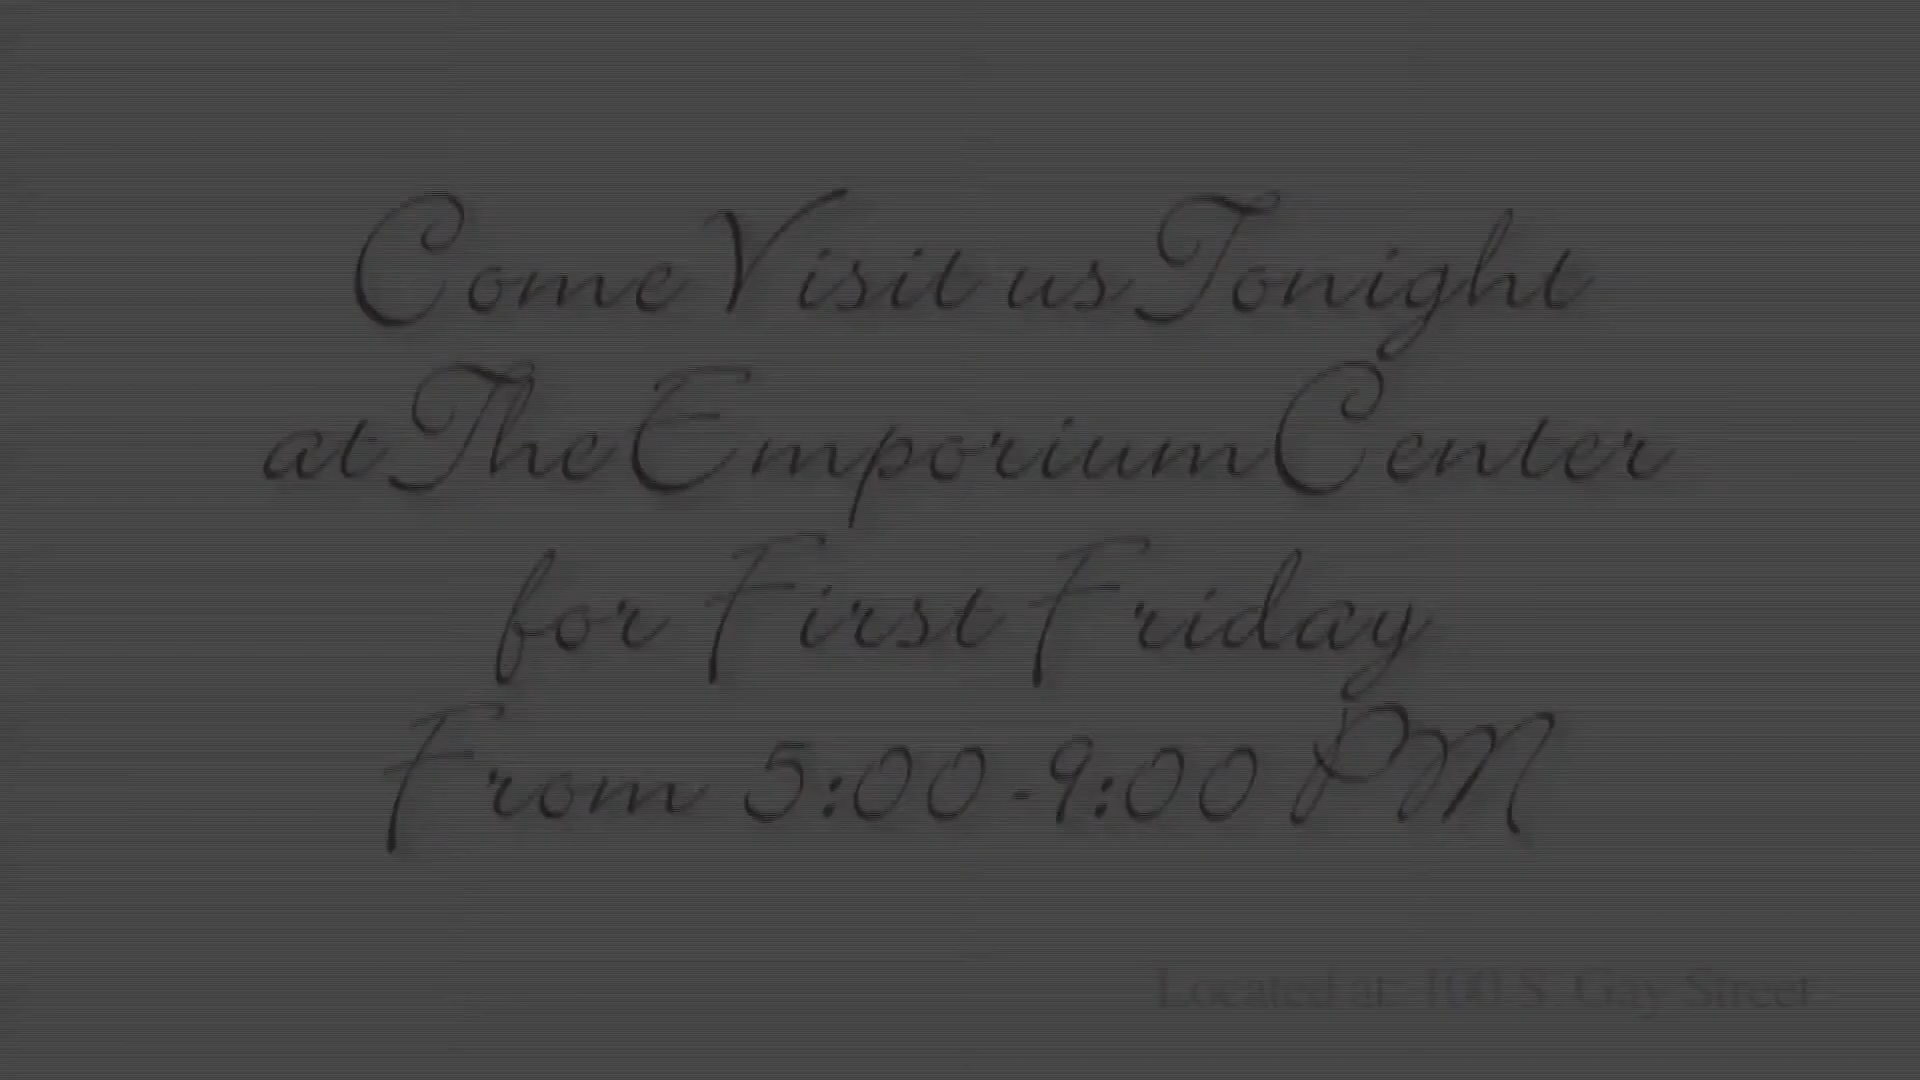 Come Visit us Tonight
at The Emporium Center
for First Friday
From 5:00-9:00 PM
Located at: 100 S. Gay Street